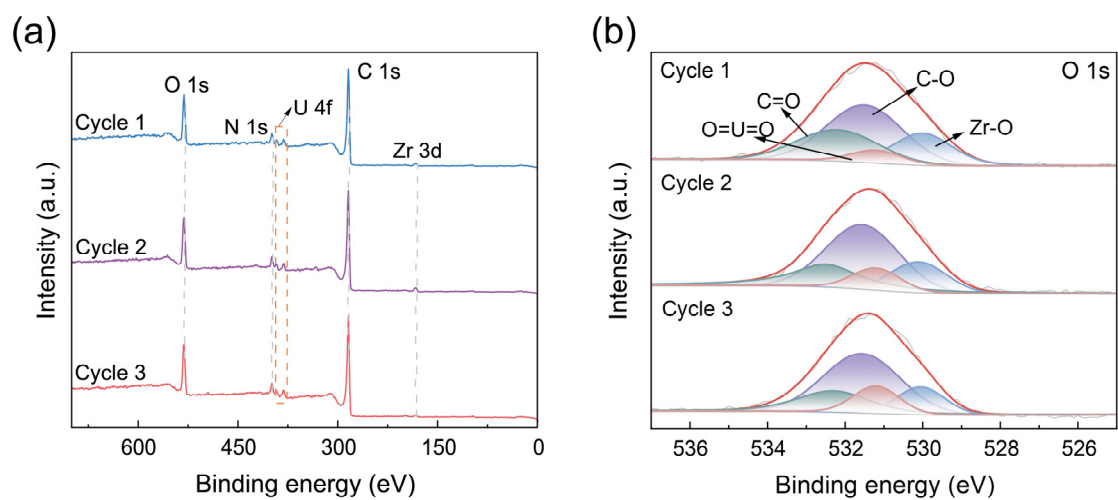 (a)
O 1s
C 1s
U 4f
N 1s
Cycle 1
Zr 3d
Cycle 2
Cycle 3
Intensity (a.u.)
600
450
300
150
0
Binding energy (eV)
(b)
Cycle 1
O 1s
C-O
C=O
O=U=O
Zr-O
Cycle 2
Cycle 3
Intensity (a.u.)
536
534
532
530
528
526
Binding energy (eV)